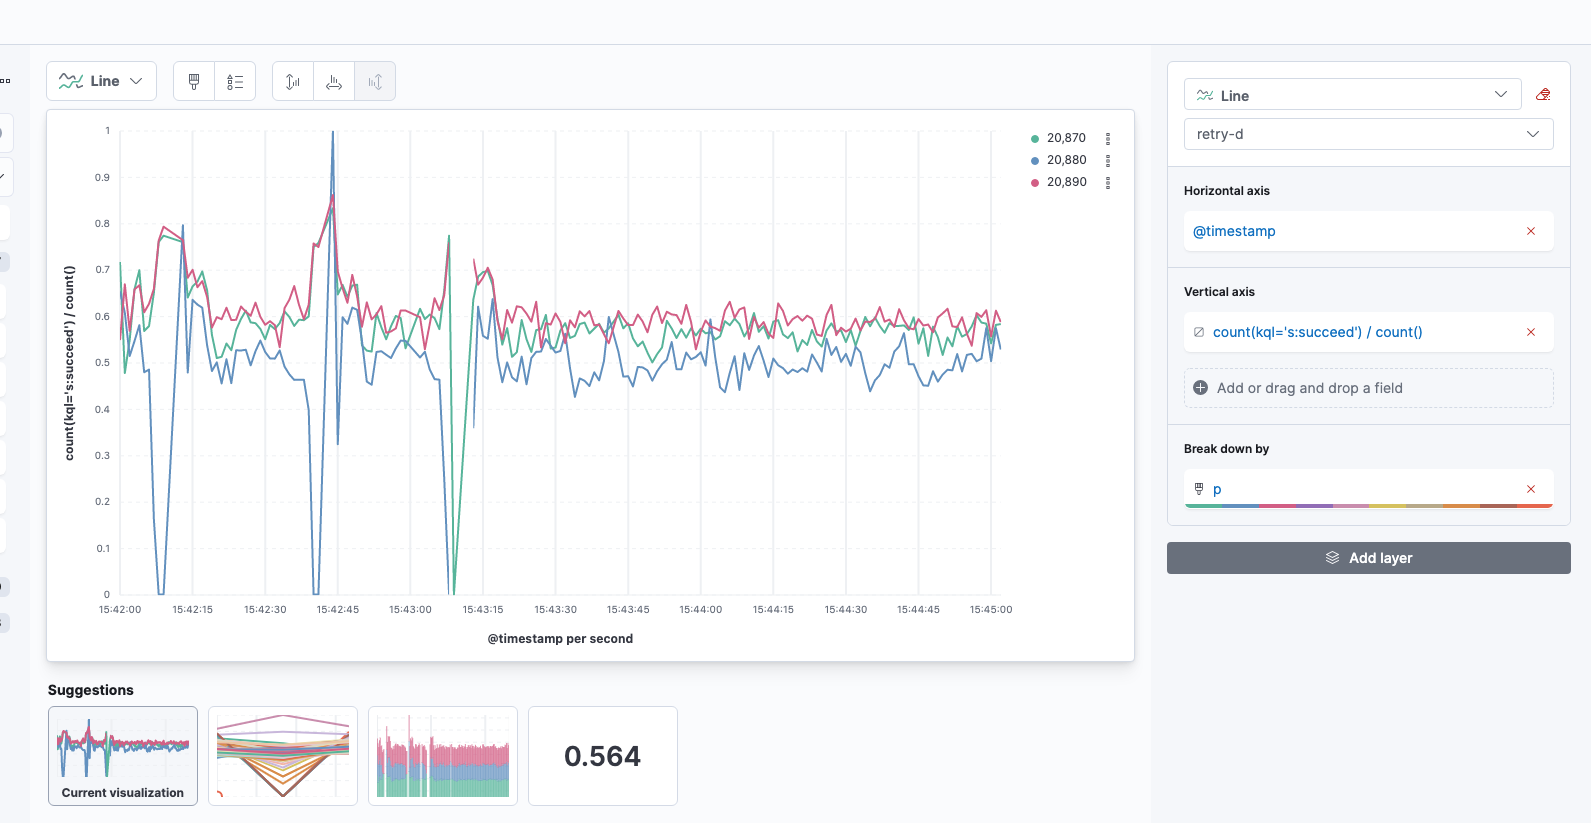 Line
Line
retry-d
1
0.9
0.8
0.7
0.6
0.5
0.4
0.3
0.2
0.1
0
count(kql='s:succeed') / count()
20,870
20,880
20,890
15:42:00 15:42:15 15:42:30 15:42:45 15:43:00 15:43:15 15:43:30 15:43:45 15:44:00 15:44:15 15:44:30 15:44:45 15:45:00
@timestamp per second
Horizontal axis
@timestamp
Vertical axis
count(kql='s:succeed') / count()
Add or drag and drop a field
Break down by
p
Add layer
Suggestions
Current visualization
0.564